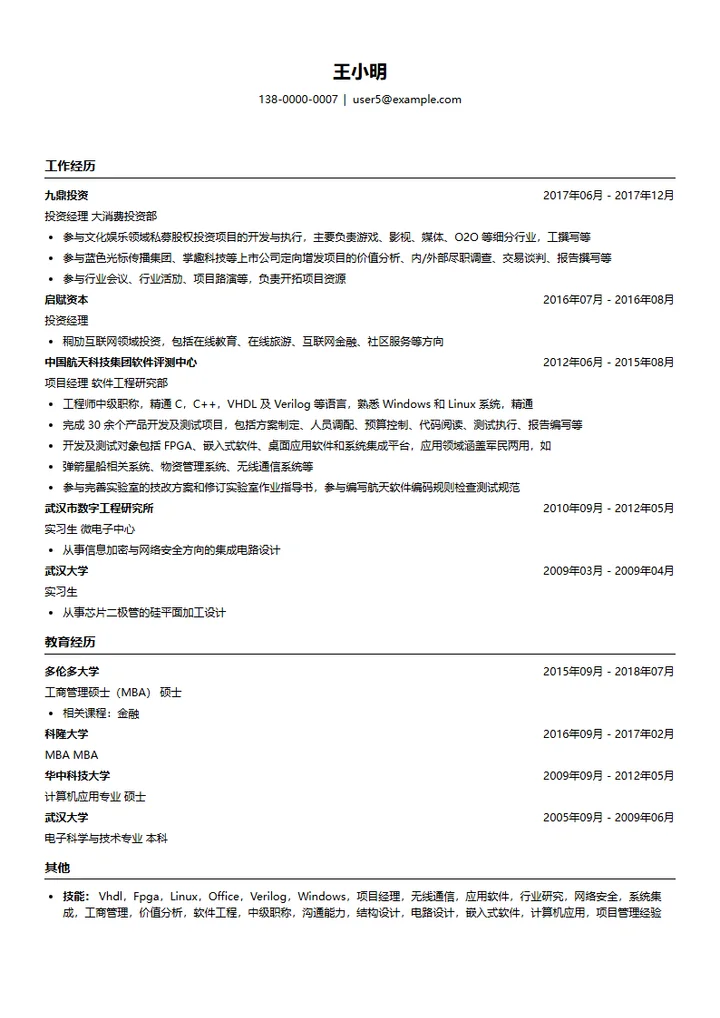 王小明
138-0000-0007 | user5@example.com
工作经历
九鼎投资 2017年06月 - 2017年12月
投资经理 大消费投资部
• 参与文化娱乐领域私募股权投资项目的开发与执行，主要负责游戏、影视、媒体、O2O 等细分行业，工撰写等
• 参与蓝色光标传播集团、掌趣科技等上市公司定向增发项目的价值分析、内/外部尽职调查、交易谈判、报告撰写等
• 参与行业会议、行业活动、项目路演等，负责开拓项目资源
启赋资本 2016年07月 - 2016年08月
投资经理
• 稠劢互联网领域投资，包括在线教育、在线旅游、互联网金融、社区服务等方向
中国航天科技集团软件评测中心 2012年06月 - 2015年08月
项目经理 软件工程研究部
• 工程师中级职称，精通 C，C++，VHDL 及 Verilog 等语言，熟悉 Windows 和 Linux 系统，精通
• 完成 30 余个产品开发及测试项目，包括方案制定、人员调配、预算控制、代码阅读、测试执行、报告编写等
• 开发及测试对象包括 FPGA、嵌入式软件、桌面应用软件和系统集成平台，应用领域涵盖军民两用，如
• 弹箭星船相关系统、物资管理系统、无线通信系统等
• 参与完善实验室的技改方案和修订实验室作业指导书，参与编写航天软件编码规则检查测试规范
武汉市数字工程研究所 2010年09月 - 2012年05月
实习生 微电子中心
• 从事信息加密与网络安全方向的集成电路设计
武汉大学 2009年03月 - 2009年04月
实习生
• 从事芯片二极管的硅平面加工设计
教育经历
多伦多大学 2015年09月 - 2018年07月
工商管理硕士（MBA） 硕士
• 相关课程：金融
科隆大学 2016年09月 - 2017年02月
MBA MBA
华中科技大学 2009年09月 - 2012年05月
计算机应用专业 硕士
武汉大学 2005年09月 - 2009年06月
电子科学与技术专业 本科
其他
• 技能： Vhdl，Fpga，Linux，Office，Verilog，Windows，项目经理，无线通信，应用软件，行业研究，网络安全，系统集
成，工商管理，价值分析，软件工程，中级职称，沟通能力，结构设计，电路设计，嵌入式软件，计算机应用，项目管理经验